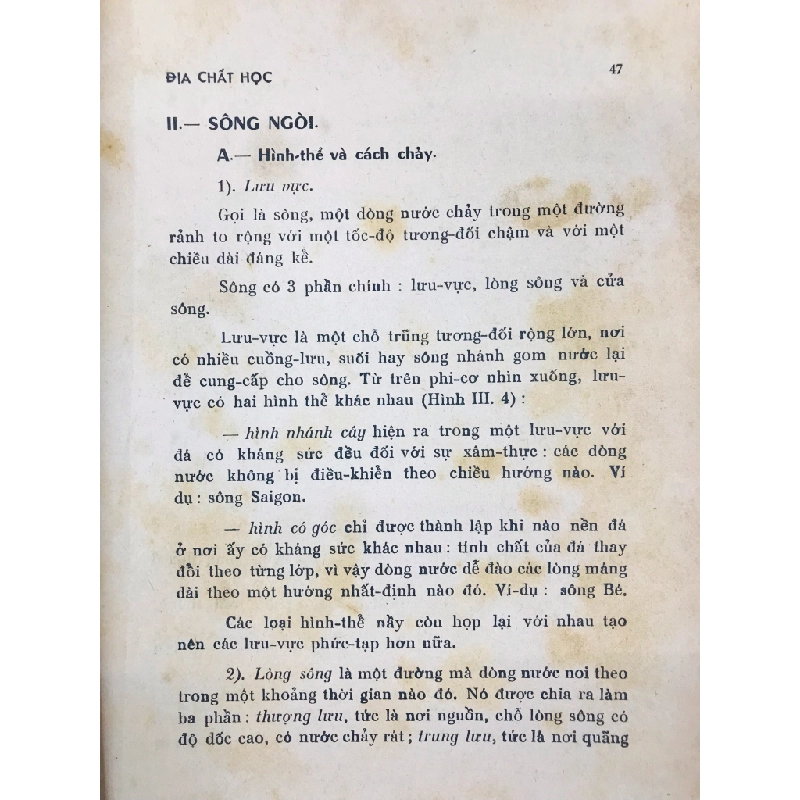 ĐỊA CHẤT HỌC
47
II.— SÔNG NGÒI.
A.— Hình-thể và cách chảy.
1). Lưu vực.
Gọi là sông, một dòng nước chảy trong một đường
rảnh to rộng với một tốc-độ tương-đối chậm và với một
chiều dài đáng kể.
Sông có 3 phần chính : lưu-vực, lòng sông và cửa
sông.
Lưu-vực là một chỗ trũng tương-đối rộng lớn, nơi
có nhiều cuồng-lưu, suối hay sông nhánh gom nước lại
để cung-cấp cho sông. Từ trên phi-cơ nhìn xuống, lưu-
vực có hai hình thể khác nhau (Hình III. 4) :
— hình nhánh cây hiện ra trong một lưu-vực với
đá có kháng sức đều đối với sự xâm-thực : các dòng
nước không bị điều-khiển theo chiều hướng nào. Ví
dụ : sông Saigon.
— hình có góc chỉ được thành lập khi nào nền đá
ở nơi ấy có kháng sức khác nhau : tính chất của đá thay
đổi theo từng lớp, vì vậy dòng nước dễ đào các lòng máng
dài theo một hướng nhất-định nào đó. Ví-dụ : sông Bé.
Các loại hình-thể nầy còn họp lại với nhau tạo
nên các lưu-vực phức-tạp hơn nữa.
2). Lòng sông là một đường mà dòng nước noi theo
trong một khoảng thời gian nào đó. Nó được chia ra làm
ba phần : thượng lưu, tức là nơi nguồn, chỗ lòng sông có
độ dốc cao, có nước chảy rát ; trung lưu, tức là nơi quãng